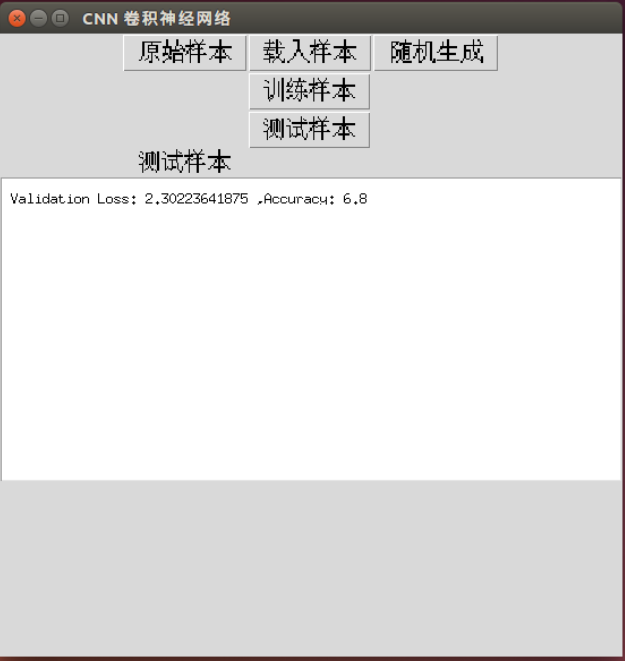 CNN 卷积神经网络
原始样本 载入样本 随机生成
训练样本
测试样本
测试样本
Validation Loss: 2.30223641875 ,Accuracy: 6.8